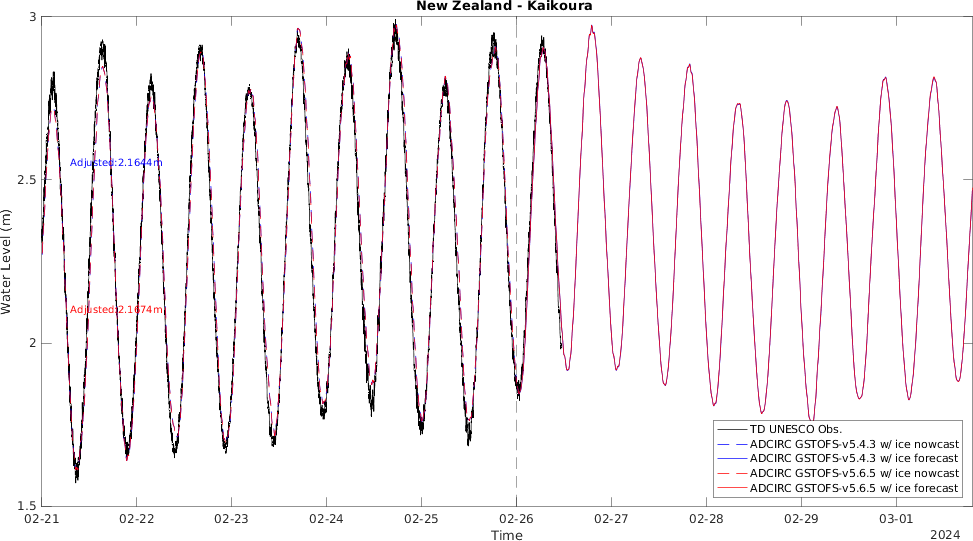 New Zealand - Kaikoura
3
2.5
2
1.5
Water Level (m)
Adjusted:2.1644m
Adjusted:2.1674m
TD UNESCO Obs.
ADCIRC GSTOFS-v5.4.3 w/ ice nowcast
ADCIRC GSTOFS-v5.4.3 w/ ice forecast
ADCIRC GSTOFS-v5.6.5 w/ ice nowcast
ADCIRC GSTOFS-v5.6.5 w/ ice forecast
02-21 02-22 02-23 02-24 02-25 02-26 02-27 02-28 02-29 03-01
Time
2024